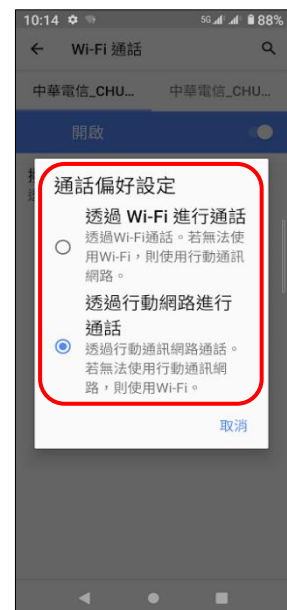 10:14 5G 88%
Wi-Fi 通話
中華電信_CHU... 中華電信_CHU...
開啟
通話偏好設定
透過 Wi-Fi 進行通話
透過Wi-Fi通話。若無法使
用Wi-Fi，則使用行動通訊
網路。
透過行動網路進行
通話
透過行動通訊網路通話。
若無法使用行動通訊網
路，則使用Wi-Fi。
取消